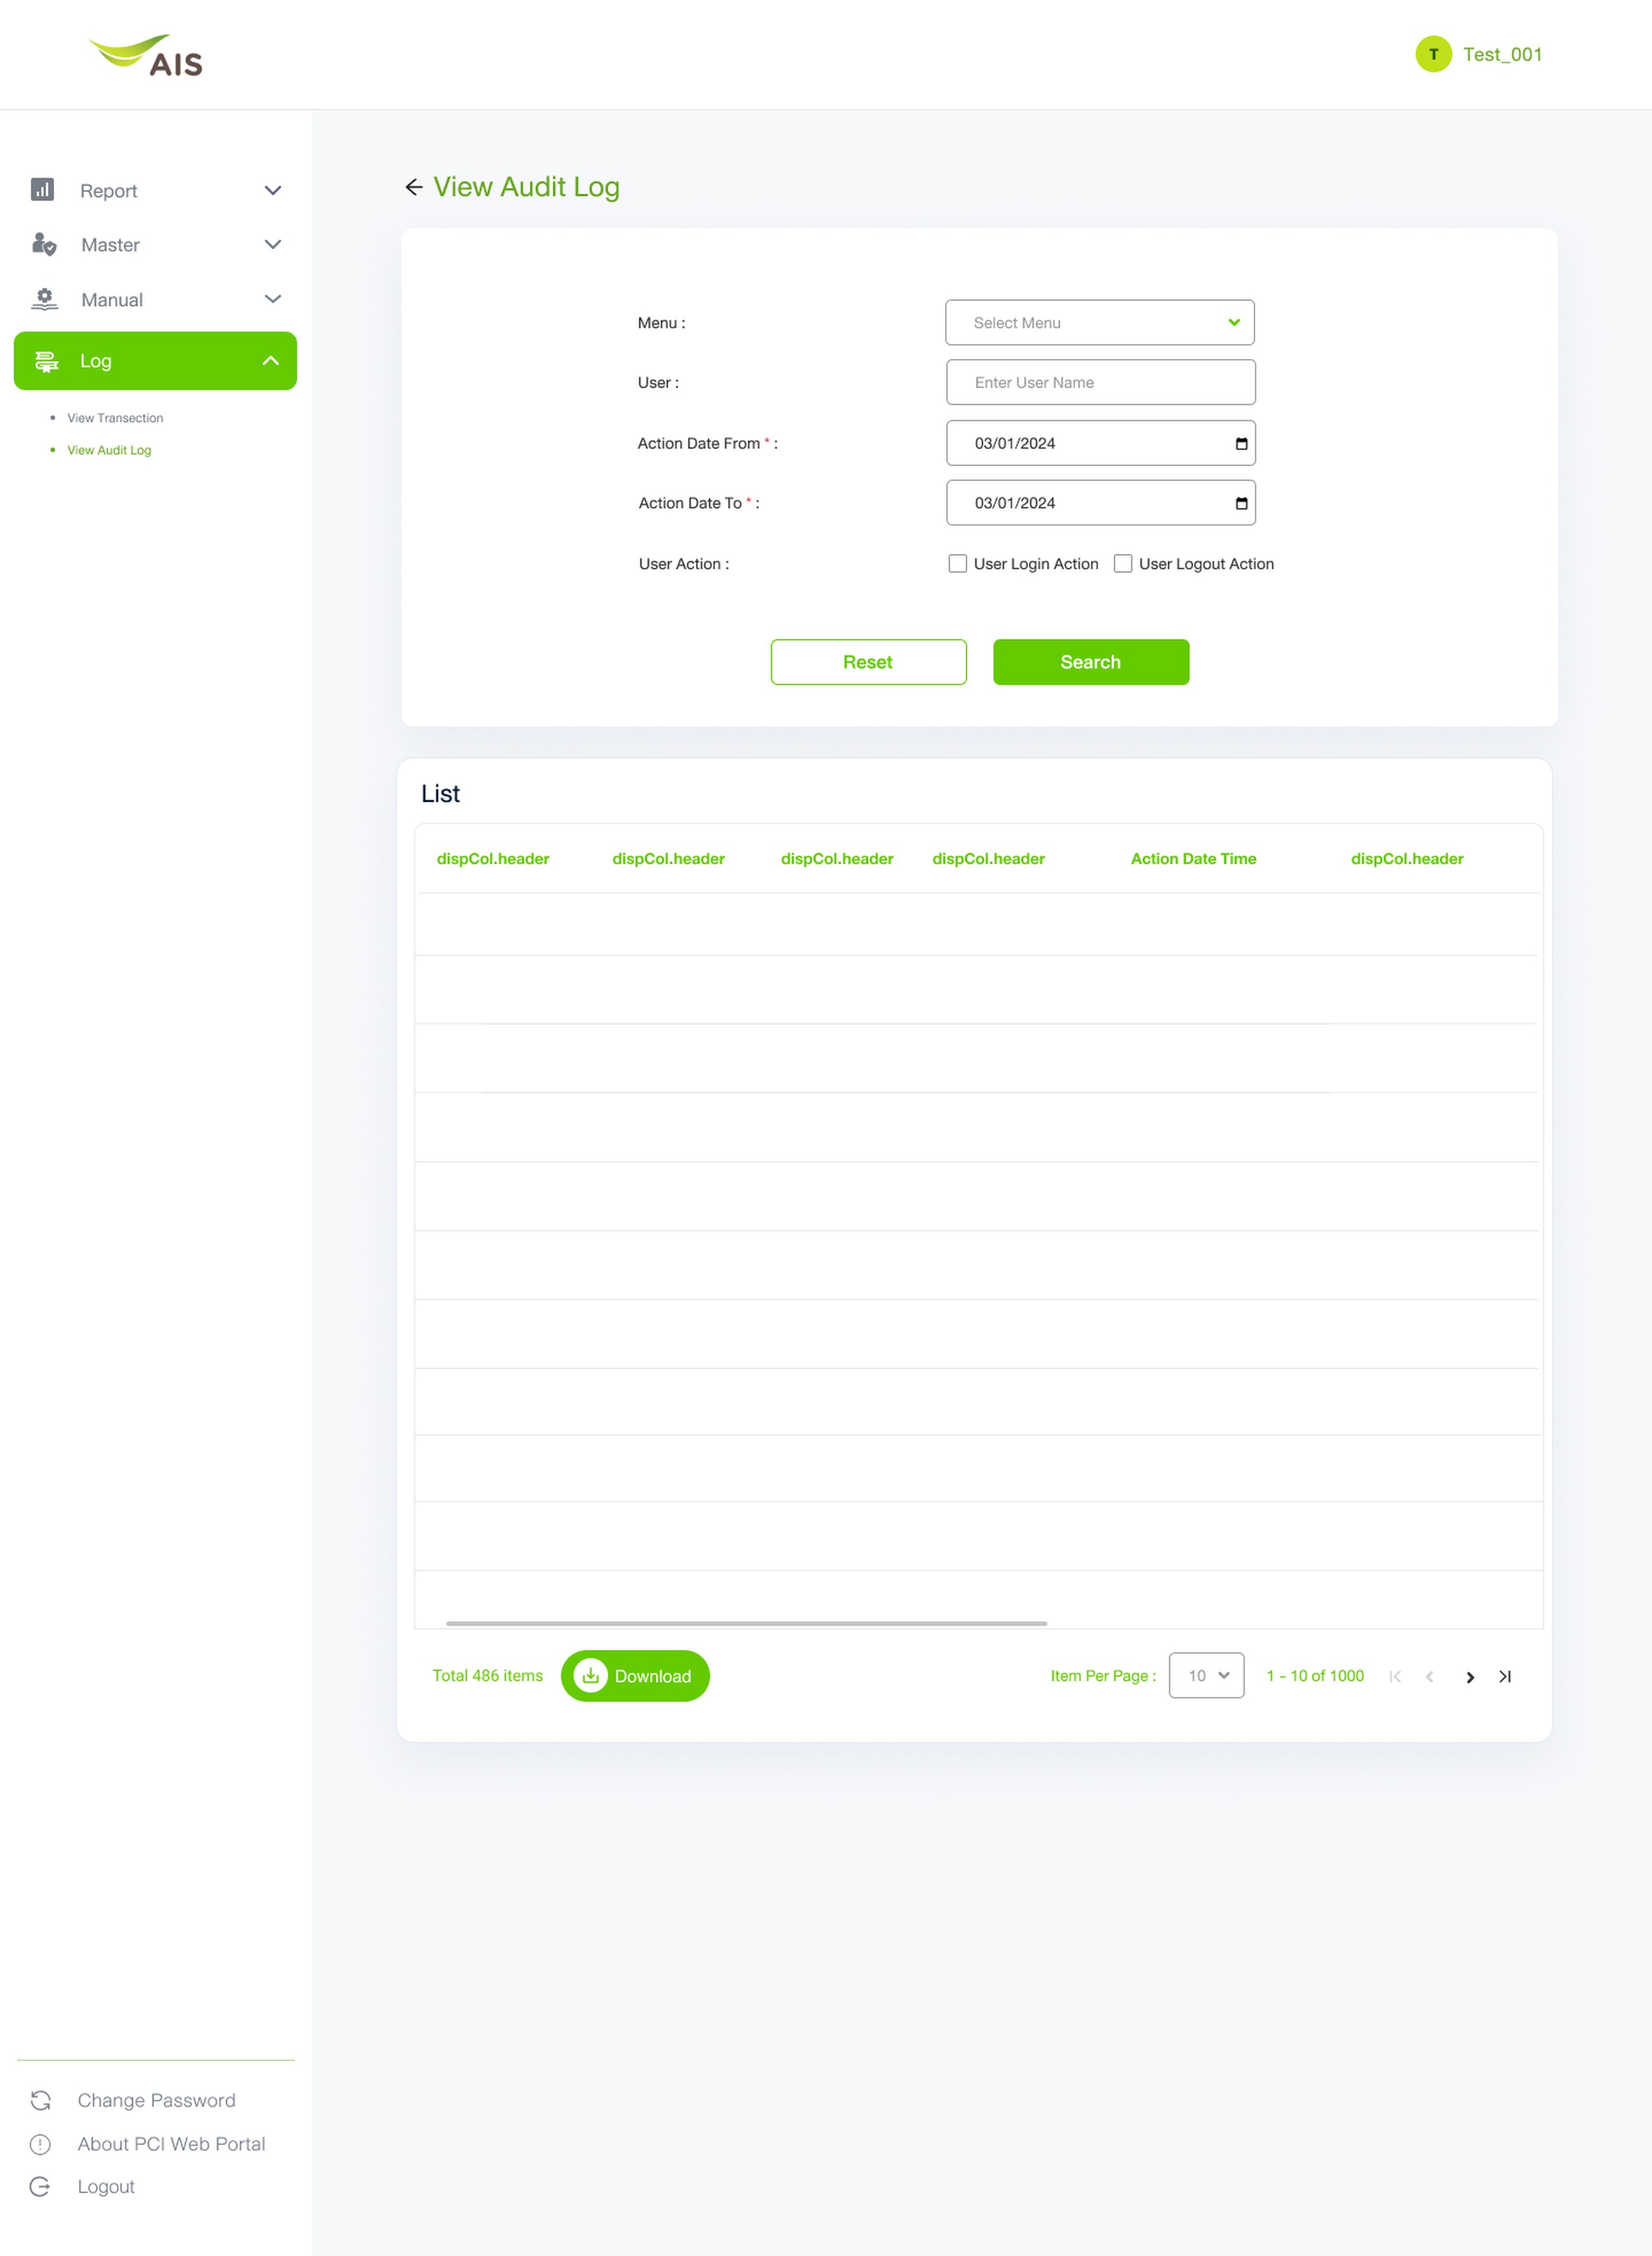 AIS
T Test_001
Report
Master
Manual
Log
View Transection
View Audit Log
View Audit Log
Menu : Select Menu
User : Enter User Name
Action Date From * : 03/01/2024
Action Date To * : 03/01/2024
User Action : User Login Action User Logout Action
Reset Search
List
dispCol.header dispCol.header dispCol.header dispCol.header Action Date Time dispCol.header
Total 486 items Download Item Per Page : 10 1 - 10 of 1000
Change Password
About PCI Web Portal
Logout